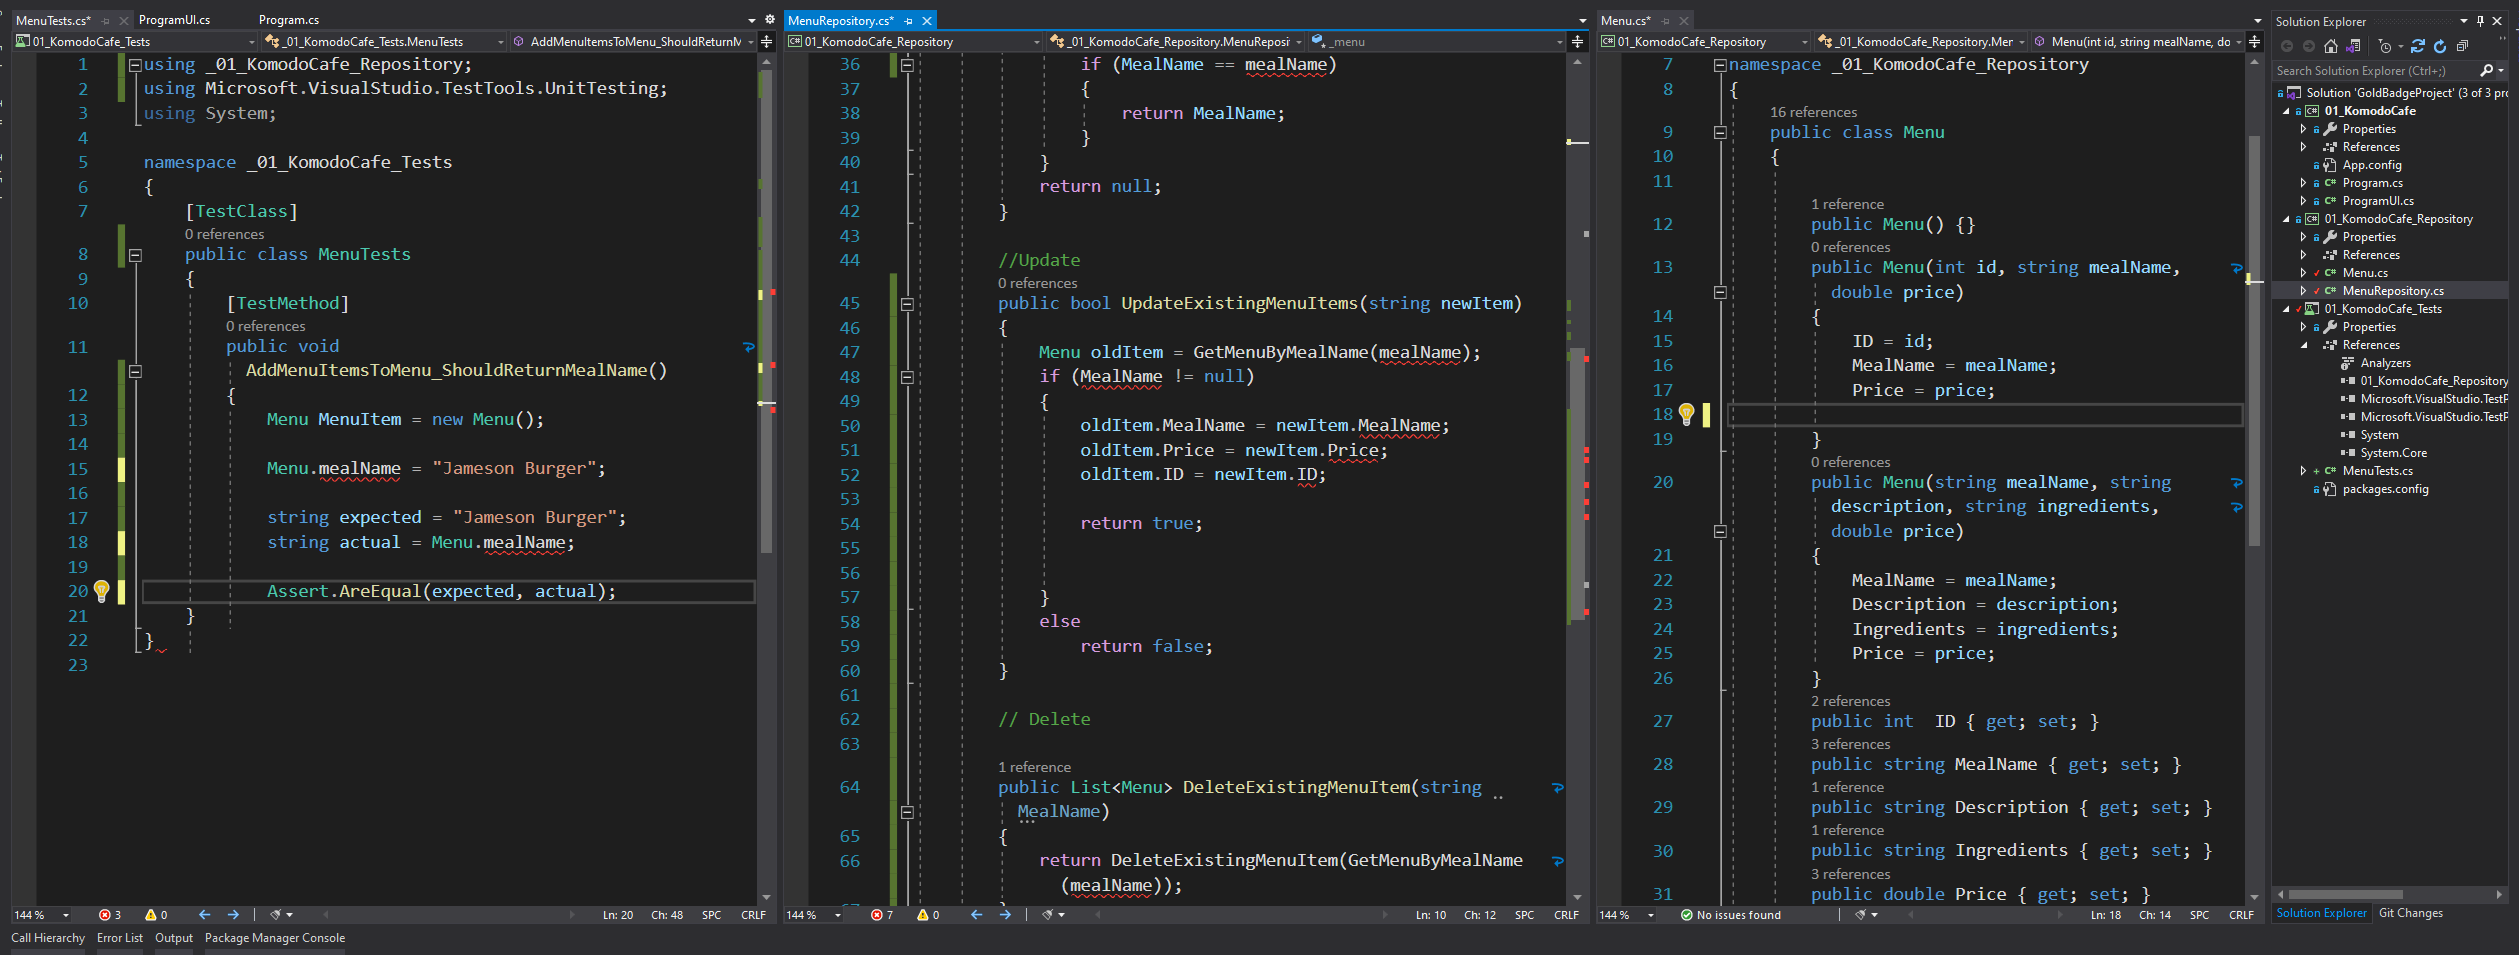 MenuTests.cs*
ProgramUI.cs
Program.cs
01_KomodoCafe_Tests
_01_KomodoCafe_Tests.MenuTests
AddMenuItemsToMenu_ShouldReturnM
1 using _01_KomodoCafe_Repository;
2 using Microsoft.VisualStudio.TestTools.UnitTesting;
3 using System;
4
5 namespace _01_KomodoCafe_Tests
6 {
7 [TestClass]
0 references
8 public class MenuTests
9 {
10 [TestMethod]
0 references
11 public void
AddMenuItemsToMenu_ShouldReturnMealName()
12 {
13 Menu MenuItem = new Menu();
14
15 Menu.mealName = "Jameson Burger";
16
17 string expected = "Jameson Burger";
18 string actual = Menu.mealName;
19
20 Assert.AreEqual(expected, actual);
21 }
22 }
23
144 %
3
0
Ln: 20 Ch: 48 SPC CRLF
MenuRepository.cs*
01_KomodoCafe_Repository
_01_KomodoCafe_Repository.MenuReposi
_menu
36 if (MealName == mealName)
37 {
38 return MealName;
39 }
40 }
41 return null;
42 }
43
44 //Update
0 references
45 public bool UpdateExistingMenuItems(string newItem)
46 {
47 Menu oldItem = GetMenuByMealName(mealName);
48 if (MealName != null)
49 {
50 oldItem.MealName = newItem.MealName;
51 oldItem.Price = newItem.Price;
52 oldItem.ID = newItem.ID;
53
54 return true;
55
56
57 }
58 else
59 return false;
60 }
61
62 // Delete
63
1 reference
64 public List<Menu> DeleteExistingMenuItem(string
MealName)
65 {
66 return DeleteExistingMenuItem(GetMenuByMealName
(mealName));
144 %
7
0
Ln: 10 Ch: 12 SPC CRLF
Menu.cs*
01_KomodoCafe_Repository
_01_KomodoCafe_Repository.Mer
Menu(int id, string mealName, do
7 namespace _01_KomodoCafe_Repository
8 {
16 references
9 public class Menu
10 {
11
1 reference
12 public Menu() {}
0 references
13 public Menu(int id, string mealName,
double price)
14 {
15 ID = id;
16 MealName = mealName;
17 Price = price;
18
19 }
0 references
20 public Menu(string mealName, string
description, string ingredients,
double price)
21 {
22 MealName = mealName;
23 Description = description;
24 Ingredients = ingredients;
25 Price = price;
26 }
2 references
27 public int  ID { get; set; }
3 references
28 public string MealName { get; set; }
1 reference
29 public string Description { get; set; }
1 reference
30 public string Ingredients { get; set; }
3 references
31 public double Price { get; set; }
144 %
No issues found
Ln: 18 Ch: 14 SPC CRLF
Solution Explorer
Search Solution Explorer (Ctrl+;)
Solution 'GoldBadgeProject' (3 of 3 pro
01_KomodoCafe
Properties
References
App.config
Program.cs
ProgramUI.cs
01_KomodoCafe_Repository
Properties
References
Menu.cs
MenuRepository.cs
01_KomodoCafe_Tests
Properties
References
Analyzers
01_KomodoCafe_Repository
Microsoft.VisualStudio.TestP
Microsoft.VisualStudio.TestP
System
System.Core
MenuTests.cs
packages.config
Solution Explorer Git Changes
Call Hierarchy Error List Output Package Manager Console